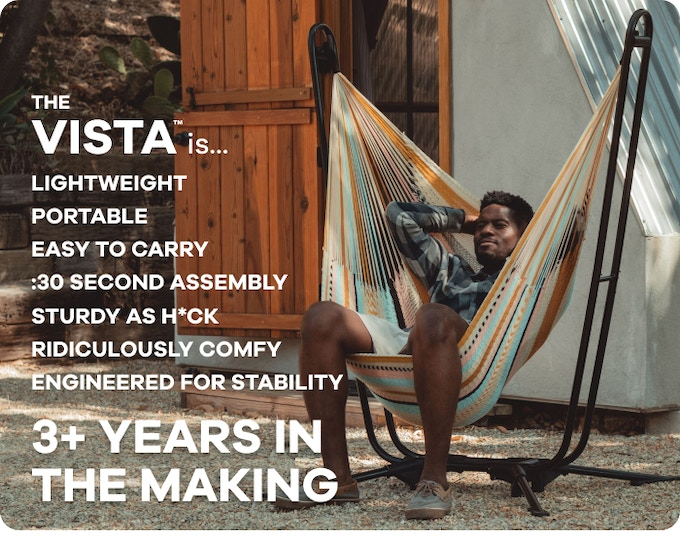 THE
VISTA™ is...
LIGHTWEIGHT
PORTABLE
EASY TO CARRY
:30 SECOND ASSEMBLY
STURDY AS H*CK
RIDICULOUSLY COMFY
ENGINEERED FOR STABILITY
3+ YEARS IN
THE MAKING